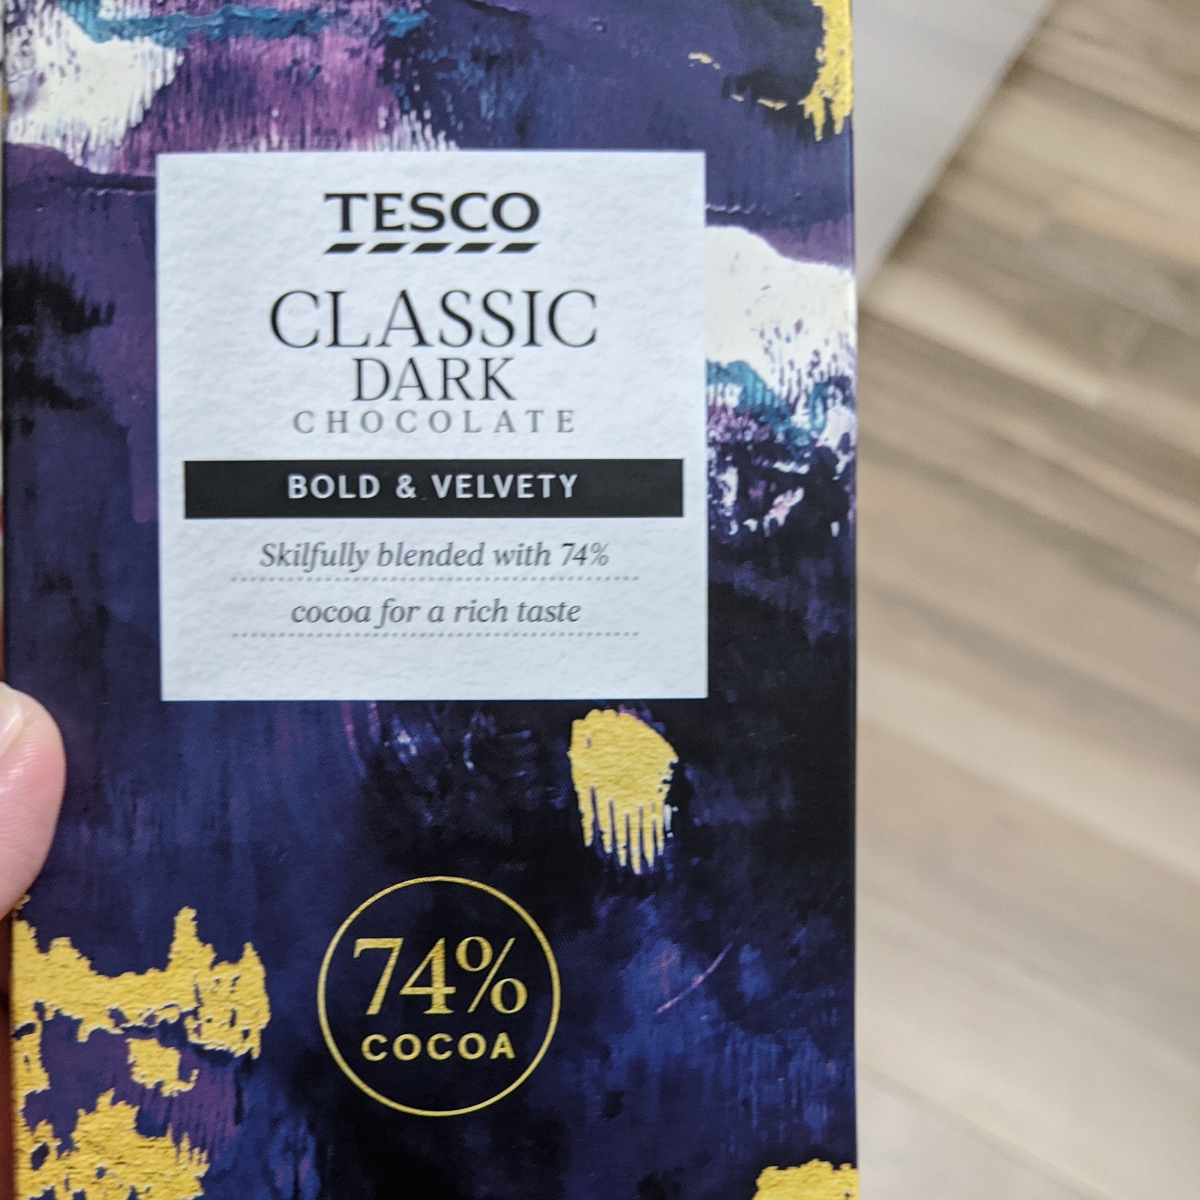 TESCO
CLASSIC
DARK
CHOCOLATE
BOLD & VELVETY
Skilfully blended with 74%
cocoa for a rich taste
74%
COCOA